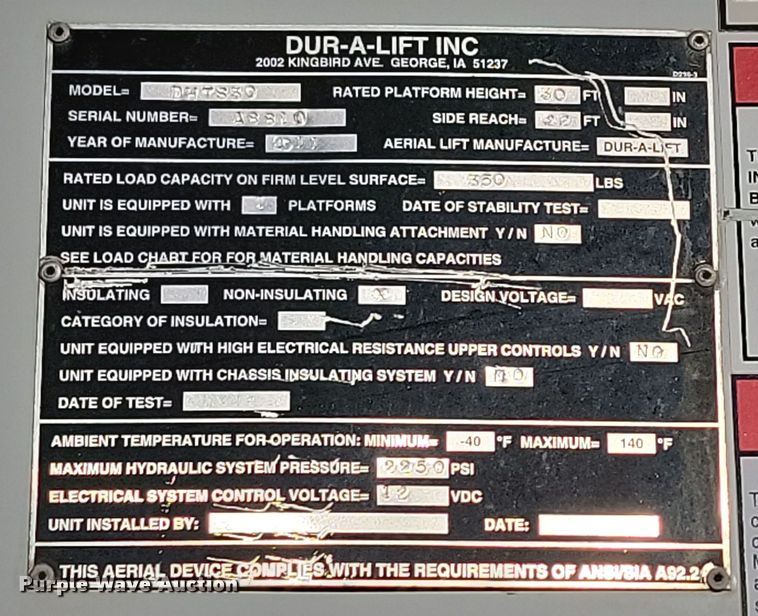 DUR-A-LIFT INC
2002 KINGBIRD AVE. GEORGE, IA 51237
D236-3
MODEL= RATED PLATFORM HEIGHT= 30 FT IN
SERIAL NUMBER= SIDE REACH= FT IN
YEAR OF MANUFACTURE= AERIAL LIFT MANUFACTURE= DUR-A-LIFT
RATED LOAD CAPACITY ON FIRM LEVEL SURFACE= 350 LBS
UNIT IS EQUIPPED WITH 1 PLATFORMS DATE OF STABILITY TEST=
UNIT IS EQUIPPED WITH MATERIAL HANDLING ATTACHMENT Y / N NO
SEE LOAD CHART FOR FOR MATERIAL HANDLING CAPACITIES
INSULATING NON-INSULATING DESIGN VOLTAGE= VAC
CATEGORY OF INSULATION=
UNIT EQUIPPED WITH HIGH ELECTRICAL RESISTANCE UPPER CONTROLS Y / N NO
UNIT EQUIPPED WITH CHASSIS INSULATING SYSTEM Y / N NO
DATE OF TEST=
AMBIENT TEMPERATURE FOR OPERATION: MINIMUM= -40 °F MAXIMUM= 140 °F
MAXIMUM HYDRAULIC SYSTEM PRESSURE= 2250 PSI
ELECTRICAL SYSTEM CONTROL VOLTAGE= 12 VDC
UNIT INSTALLED BY: DATE:
THIS AERIAL DEVICE COMPLIES WITH THE REQUIREMENTS OF ANSI/SIA A92.2
Purple Wave Auction